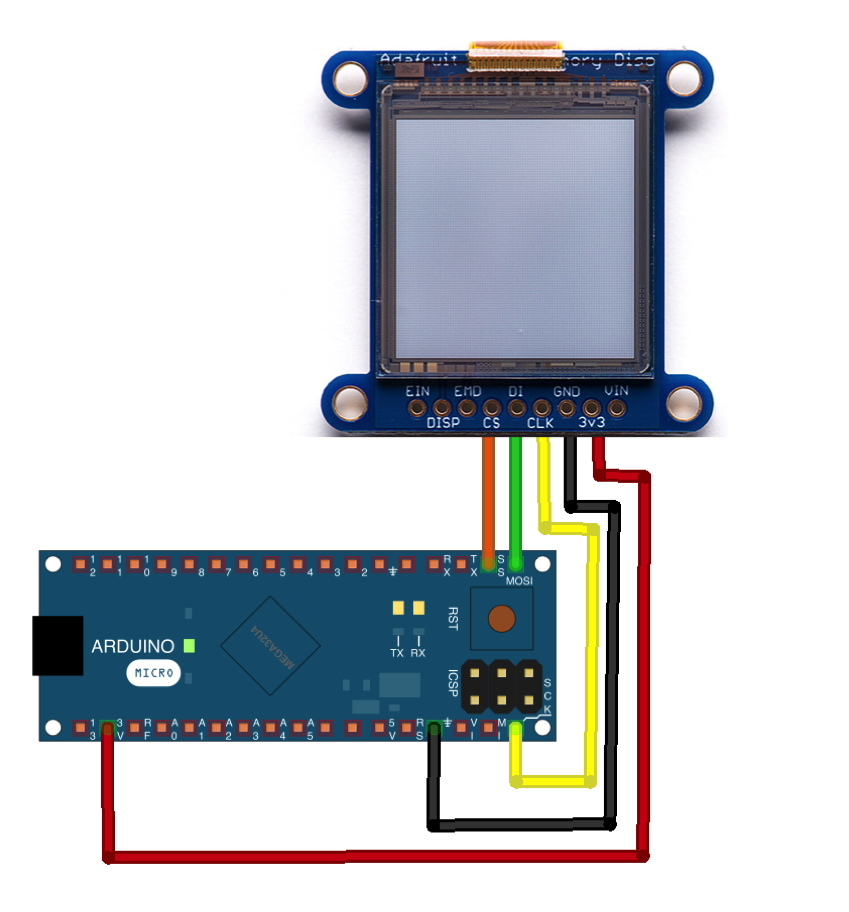 Adafruit ory Disp
EIN EMD DI GND VIN
DISP CS CLK 3v3
12 11 10 9 8 7 6 5 4 3 2 RX TX SS
MOSI
ARDUINO
MICRO
MEGA32U4
TX RX
RST
ICSP
SCK
13 3V RF A0 A1 A2 A3 A4 A5 5V RS VI MI